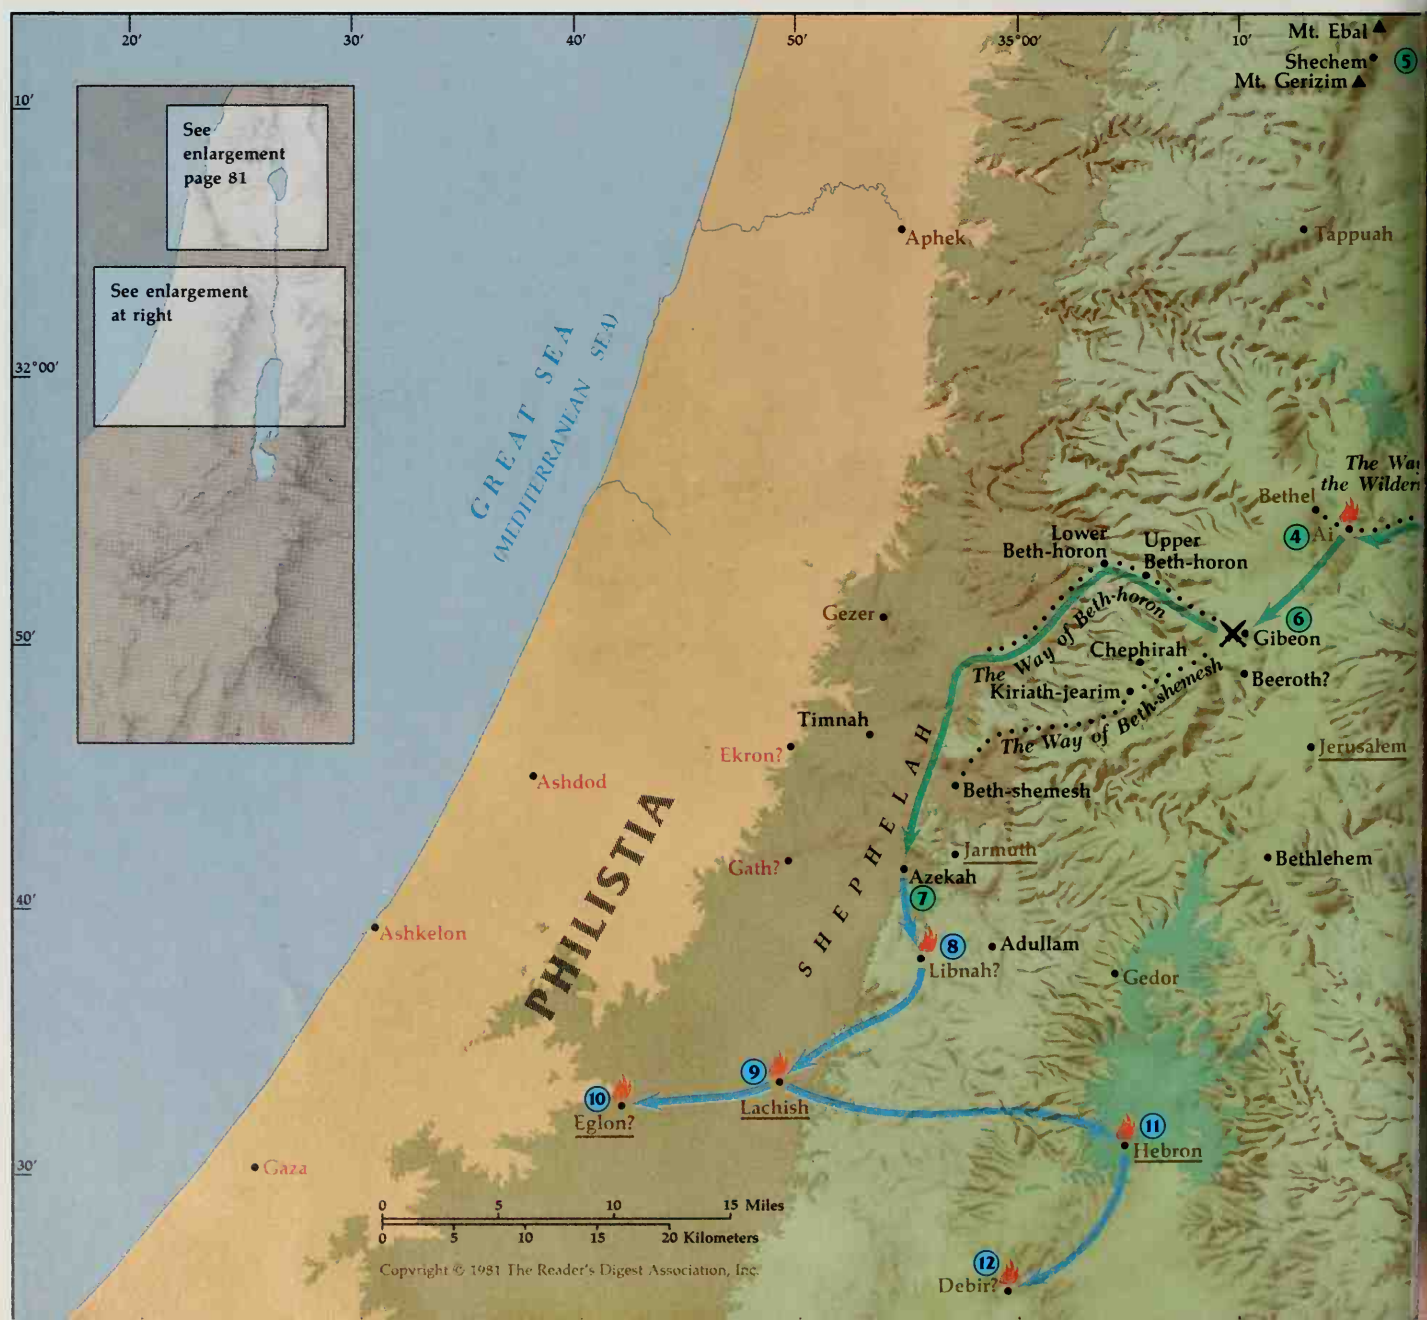 20′ 30′ 40′ 50′ 35°00′ 10′
Mt. Ebal
Shechem
5
Mt. Gerizim
10′
See
enlargement
page 81
See enlargement
at right
Aphek
Tappuah
32°00′
GREAT SEA
(MEDITERRANEAN SEA)
The
the
Bethel
4
Ai
Lower
Beth-horon
Upper
Beth-horon
The Way of Beth-horon
Gezer
6
Gibeon
50′
Chephirah
Kiriath-jearim
Beeroth?
The Way of Beth-shemesh
Timnah
Ekron?
Jerusalem
Ashdod
Beth-shemesh
PHILISTIA
SHEPHELAH
Jarmuth
Gath?
Azekah
Bethlehem
7
40′
Ashkelon
8
Adullam
Libnah?
Gedor
9
Lachish
10
Eglon?
11
Hebron
30′
Gaza
0 5 10 15 Miles
0 5 10 15 20 Kilometers
Copyright © 1981 The Reader's Digest Association, Inc.
12
Debir?